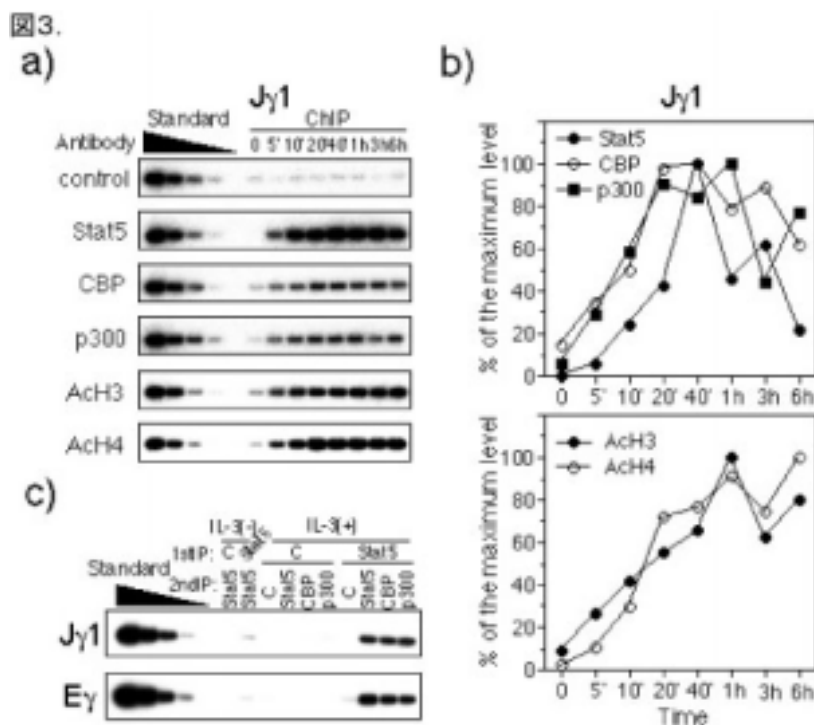 図3.
a)
Jγ1
Standard
ChIP
Antibody
0 5' 10' 20' 40' 1h 3h 6h
control
Stat5
CBP
p300
AcH3
AcH4
b)
Jγ1
Stat5
CBP
p300
% of the maximum level
100
80
60
40
20
0
0 5' 10' 20' 40' 1h 3h 6h
AcH3
AcH4
% of the maximum level
100
80
60
40
20
0
0 5' 10' 20' 40' 1h 3h 6h
Time
c)
IL-3(-)
IL-3(+)
1stIP: C Stat5 C Stat5
Standard
2ndIP: Stat5 Stat5 C Stat5 CBP p300 C Stat5 CBP p300
Jγ1
Eγ